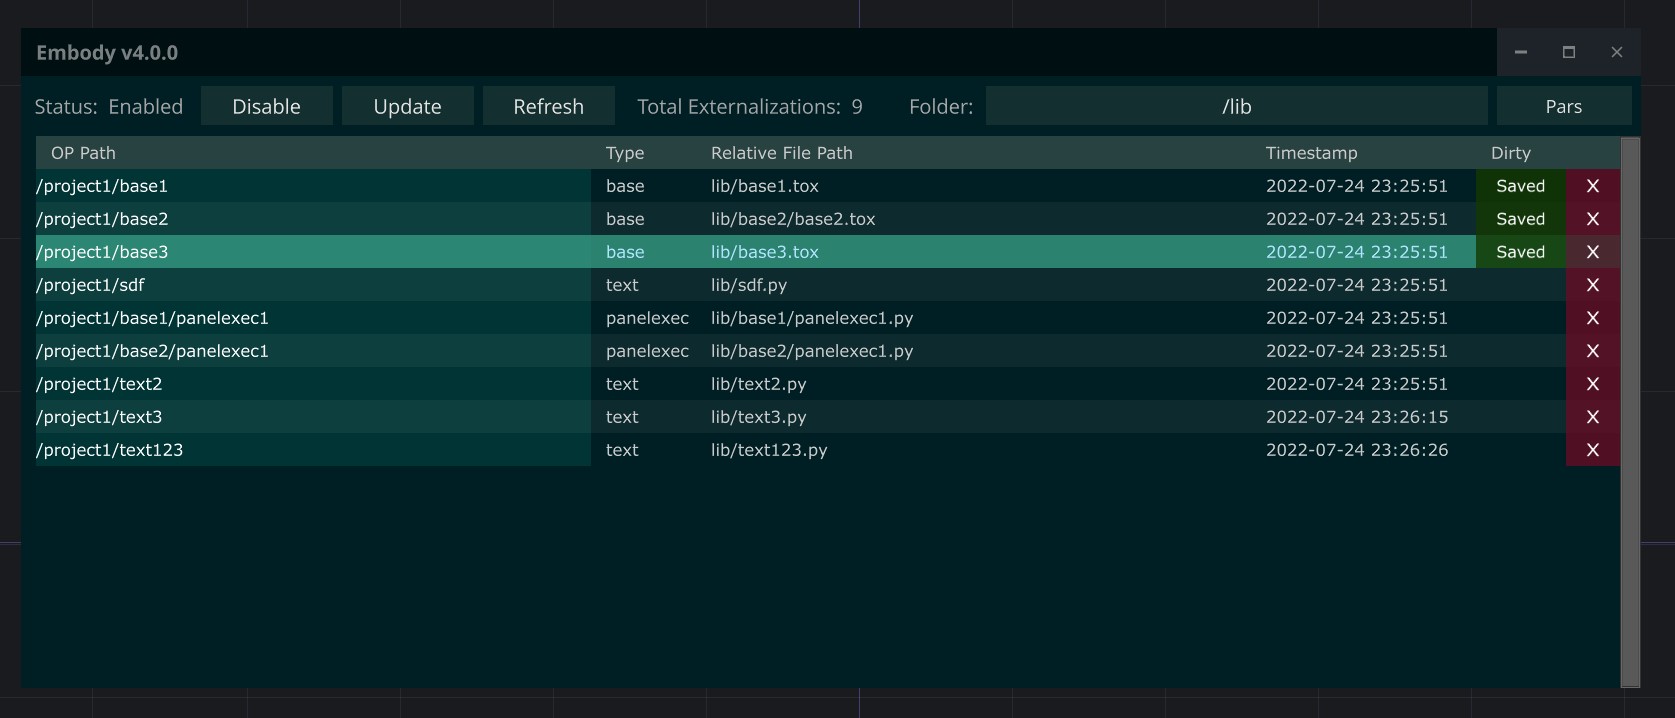 Embody v4.0.0
Status: Enabled Disable Update Refresh Total Externalizations: 9 Folder: /lib Pars
OP Path Type Relative File Path Timestamp Dirty
/project1/base1 base lib/base1.tox 2022-07-24 23:25:51 Saved X
/project1/base2 base lib/base2/base2.tox 2022-07-24 23:25:51 Saved X
/project1/base3 base lib/base3.tox 2022-07-24 23:25:51 Saved X
/project1/sdf text lib/sdf.py 2022-07-24 23:25:51 X
/project1/base1/panelexec1 panelexec lib/base1/panelexec1.py 2022-07-24 23:25:51 X
/project1/base2/panelexec1 panelexec lib/base2/panelexec1.py 2022-07-24 23:25:51 X
/project1/text2 text lib/text2.py 2022-07-24 23:25:51 X
/project1/text3 text lib/text3.py 2022-07-24 23:26:15 X
/project1/text123 text lib/text123.py 2022-07-24 23:26:26 X